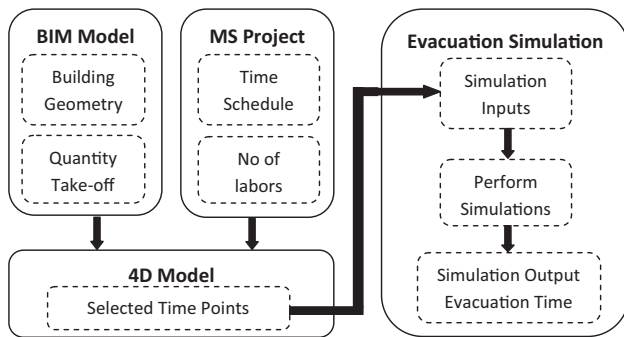 BIM Model
Building
Geometry
Quantity
Take-off
MS Project
Time
Schedule
No of
labors
4D Model
Selected Time Points
Evacuation Simulation
Simulation
Inputs
Perform
Simulations
Simulation Output
Evacuation Time